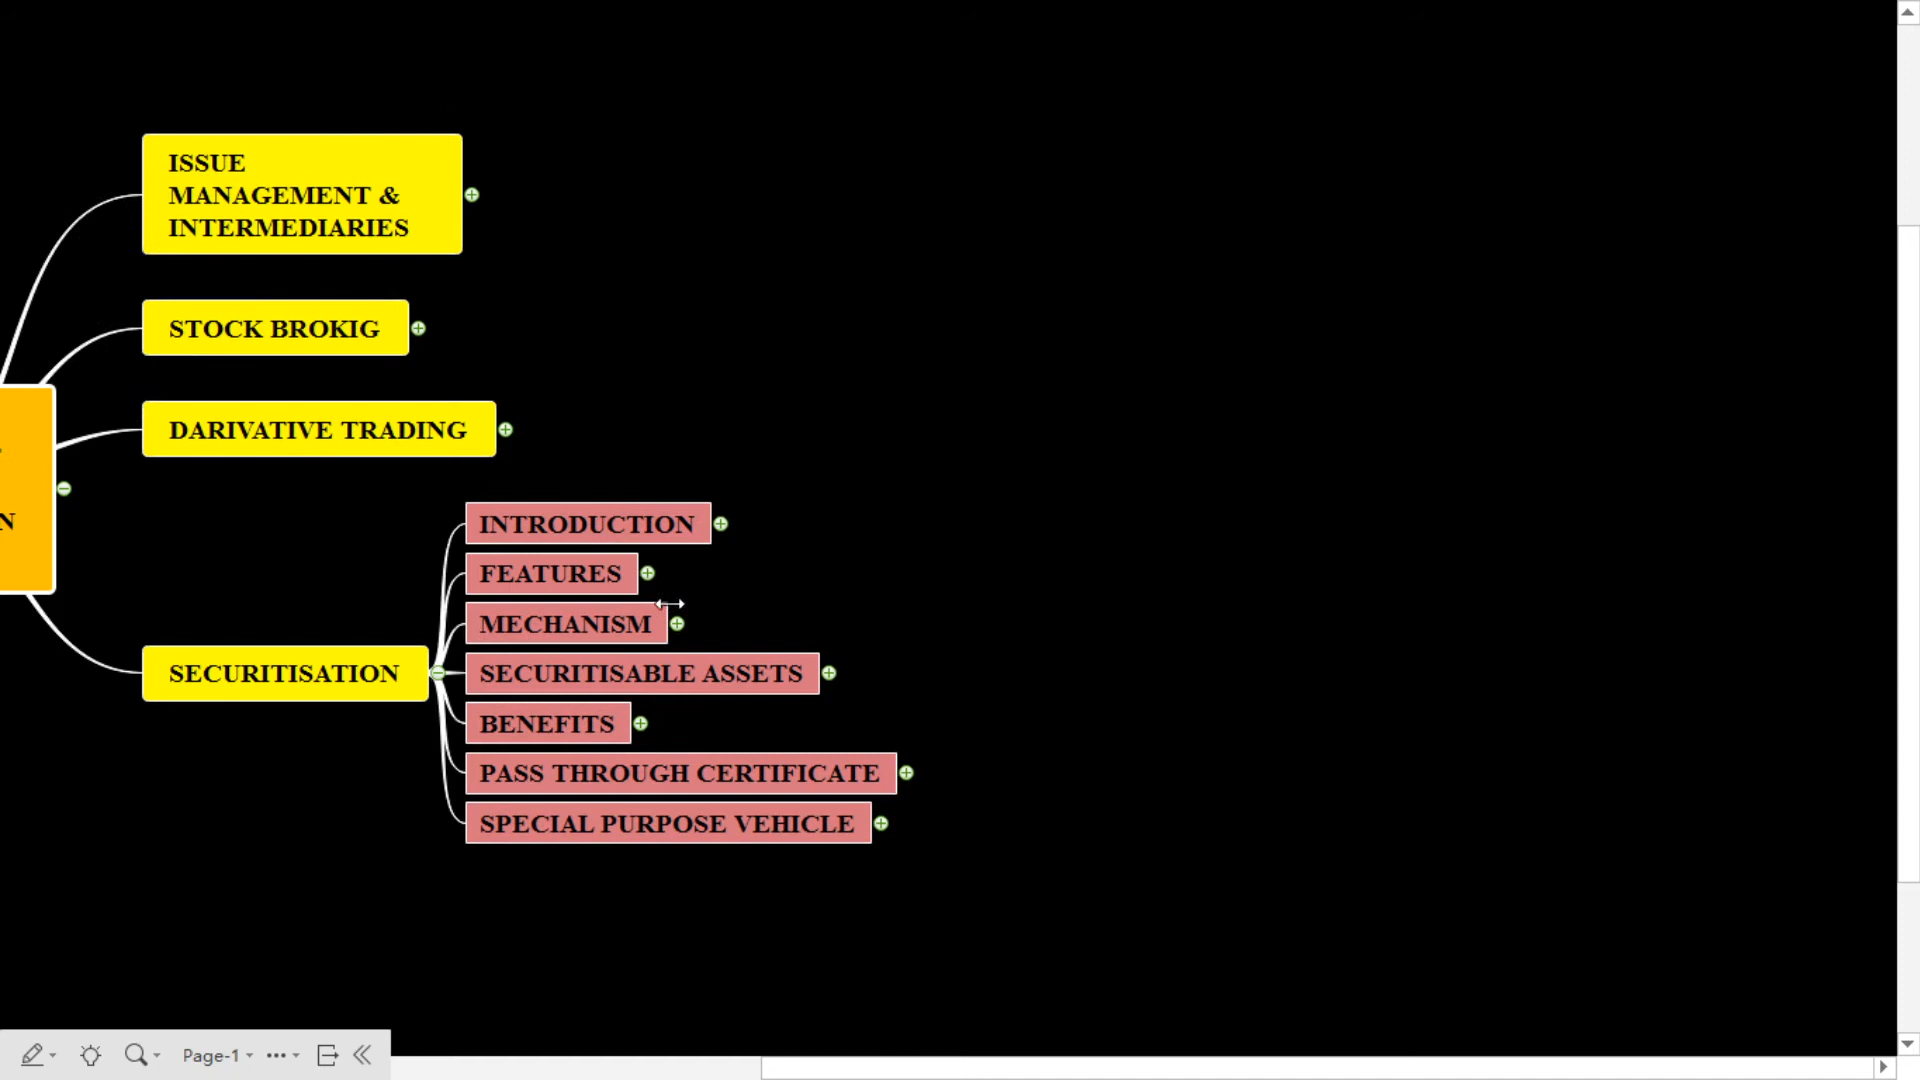 ISSUE
MANAGEMENT &
INTERMEDIARIES
STOCK BROKIG
DARIVATIVE TRADING
N
SECURITISATION
INTRODUCTION
FEATURES
MECHANISM
SECURITISABLE ASSETS
BENEFITS
PASS THROUGH CERTIFICATE
SPECIAL PURPOSE VEHICLE
Page-1